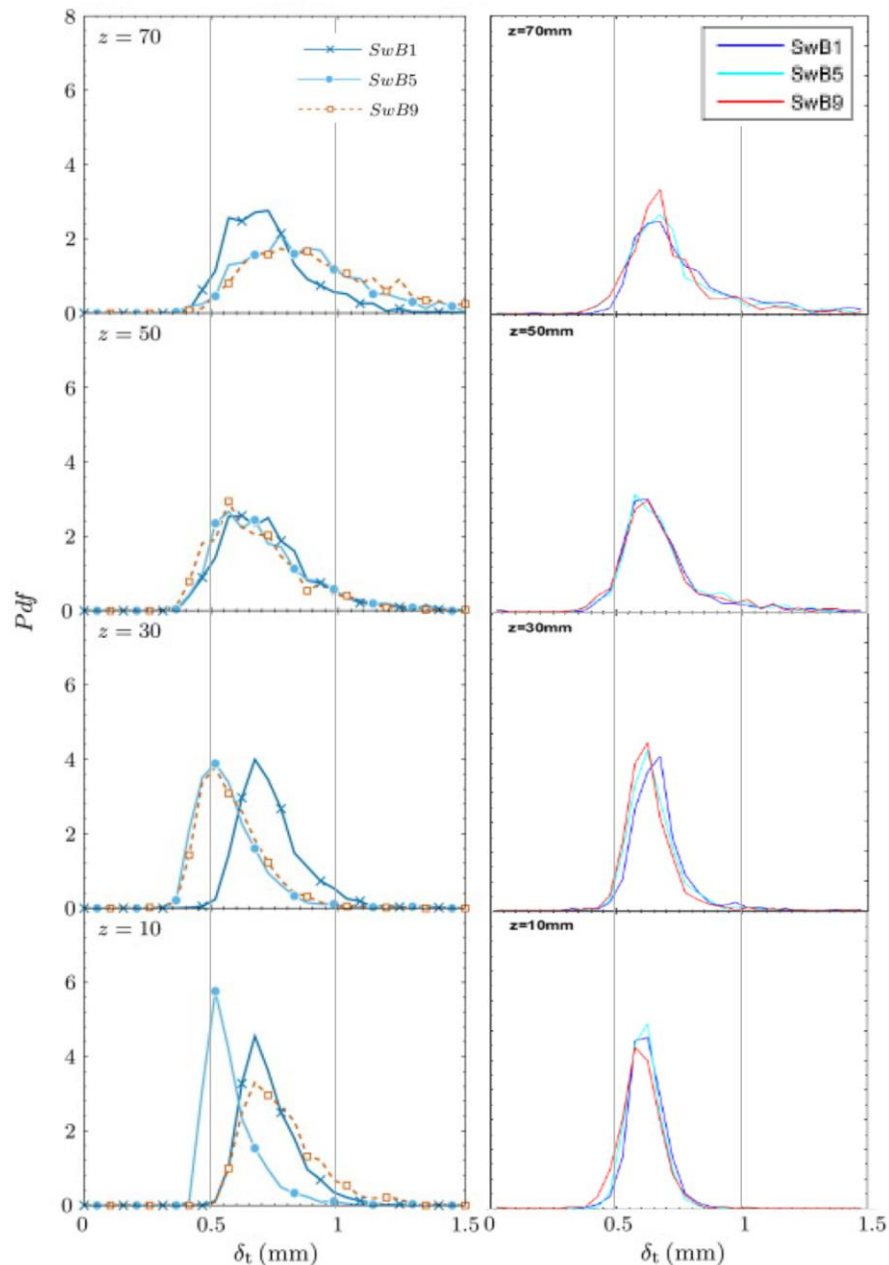 8
z = 70
SwB1
SwB5
SwB9
6
4
2
0
z = 50
6
4
2
0
z = 30
6
4
2
0
z = 10
6
4
2
0
Pdf
0 0.5 1 1.5
δt (mm)
z=70mm
SwB1
SwB5
SwB9
z=50mm
z=30mm
z=10mm
0 0.5 1 1.5
δt (mm)